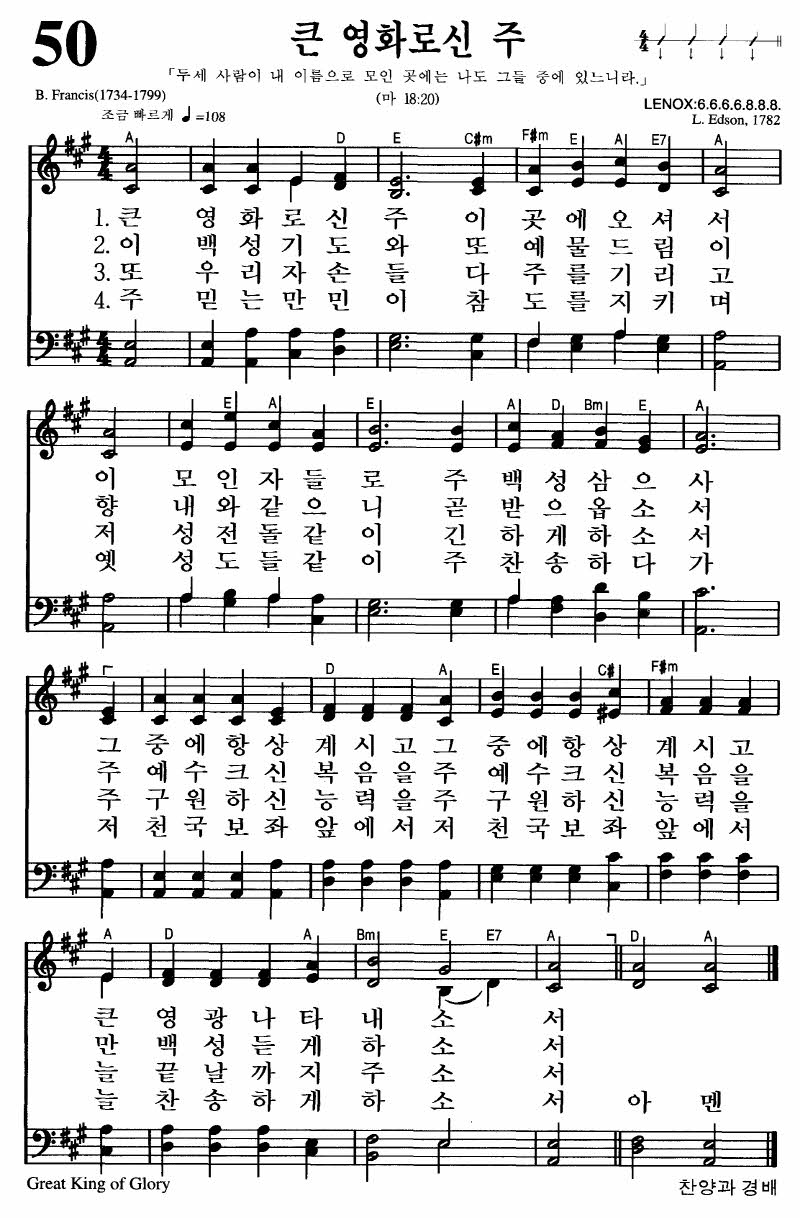 50
큰 영화로신 주
「두세 사람이 내 이름으로 모인 곳에는 나도 그들 중에 있느니라.」
B. Francis(1734-1799)
(마 18:20)
LENOX:6.6.6.6.8.8.8.
조금 빠르게 ♩=108
L. Edson, 1782
A D E C#m F#m E A E7 A
1. 큰 영화로신 주 이 곳에오셔서
2. 이 백성기도와 또 예물드림이
3. 또 우리자손들 다 주를기리고
4. 주 믿는만민이 참 도를지키며
E A E A D Bm E A
이 모인자들로 주 백성삼으사
향 내와같으니 곧 받으옵소서
저 성전돌같이 긴 하게하소서
옛 성도들같이 주 찬송하다가
D A E C# F#m
그 중에항상 계시고그 중에항상 계시고
주 예수크신 복음을주 예수크신 복음을
주 구원하신 능력을주 구원하신 능력을
저 천국보좌 앞에서저 천국보좌 앞에서
A D A Bm E E7 A D A
큰 영광나타내소서
만 백성듣게하소서
늘 끝날까지주소서
늘 찬송하게하소서 아멘
Great King of Glory
찬양과 경배